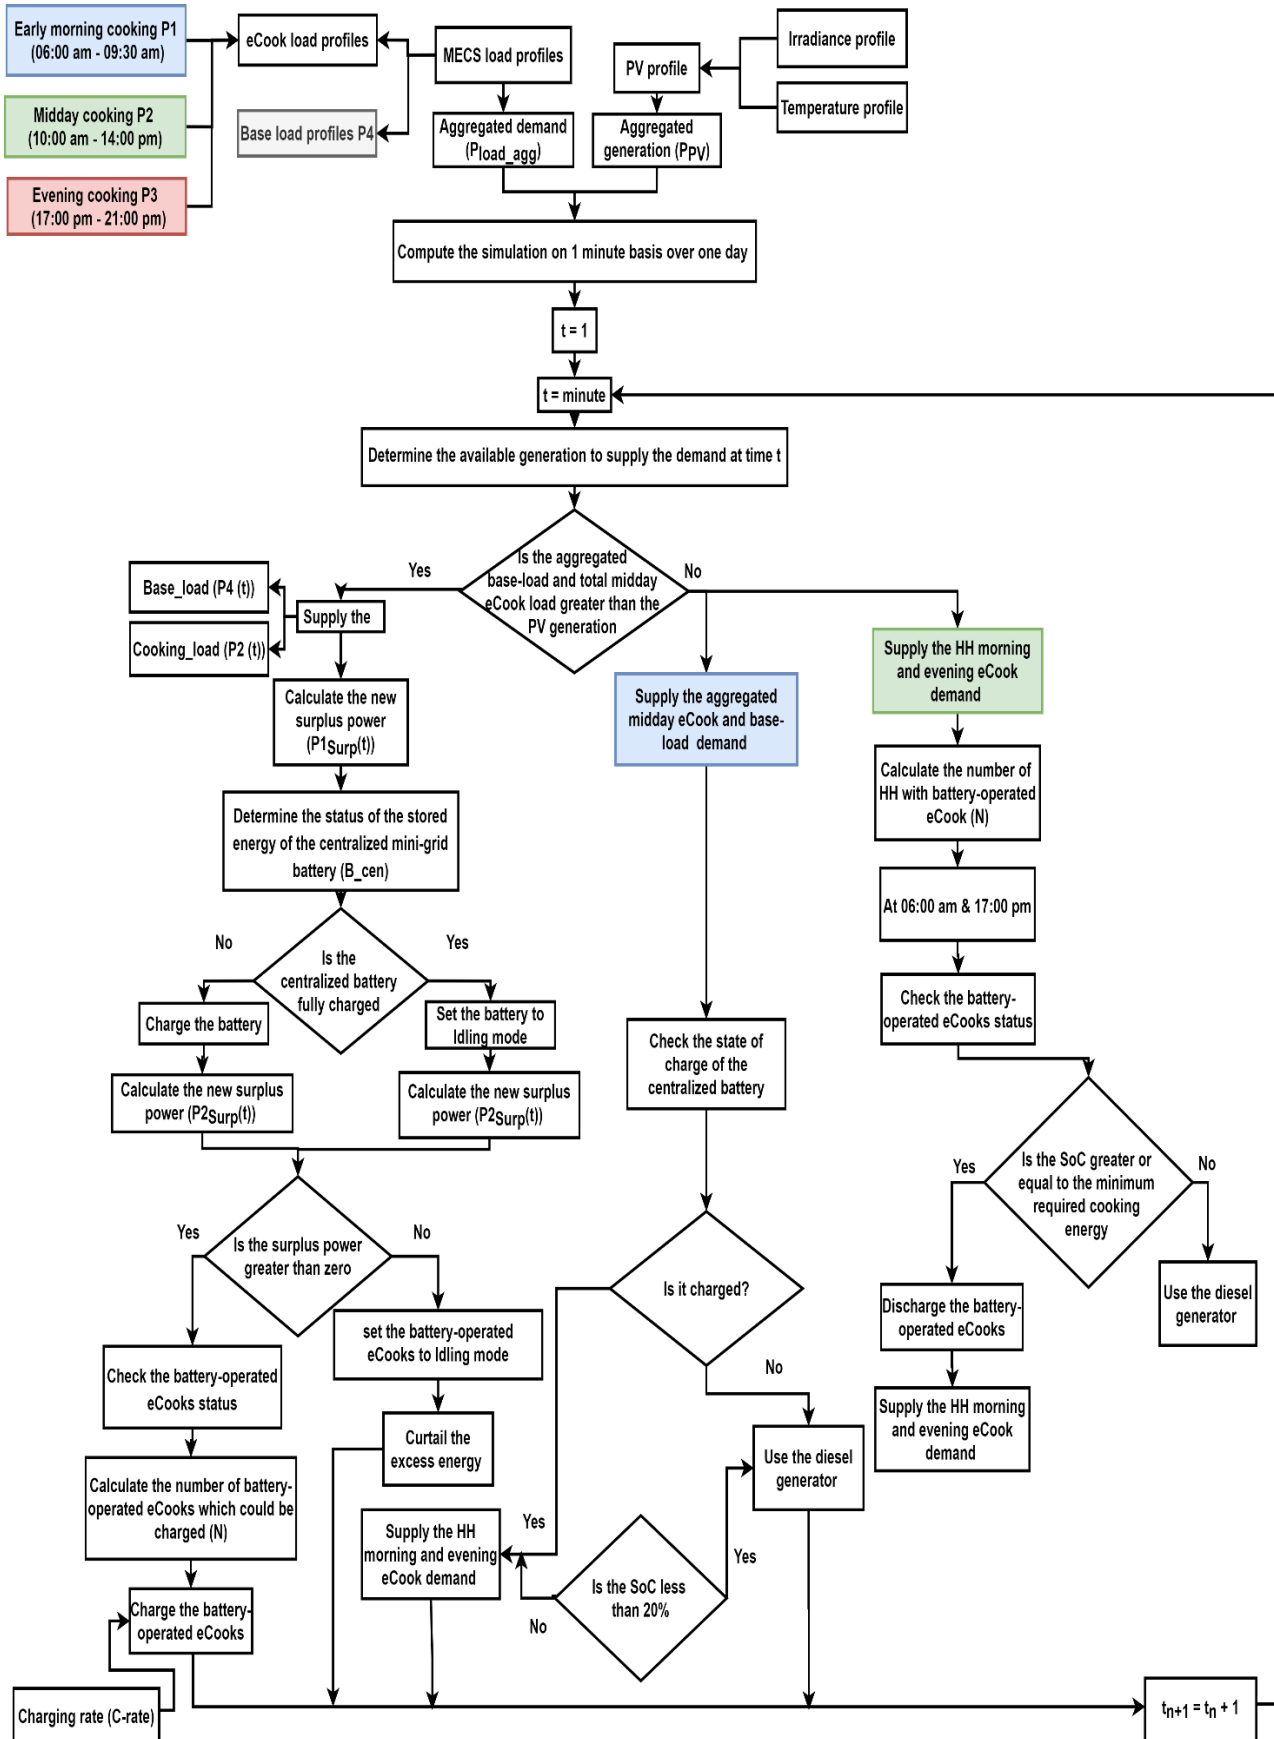 Early morning cooking P1
(06:00 am - 09:30 am)
eCook load profiles
MECS load profiles
Irradiance profile
PV profile
Midday cooking P2
(10:00 am - 14:00 pm)
Base load profiles P4
Aggregated demand
(Pload_agg)
Aggregated
generation (PPV)
Temperature profile
Evening cooking P3
(17:00 pm - 21:00 pm)
Compute the simulation on 1 minute basis over one day
t = 1
t = minute
Determine the available generation to supply the demand at time t
Is the aggregated
base-load and total midday
eCook load greater than the
PV generation
Yes
No
Base_load (P4 (t))
Supply the
Cooking_load (P2 (t))
Calculate the new
surplus power
(P1Surp(t))
Supply the aggregated
midday eCook and base-
load demand
Supply the HH morning
and evening eCook
demand
Determine the status of the stored
energy of the centralized mini-grid
battery (B_cen)
Calculate the number of
HH with battery-operated
eCook (N)
At 06:00 am & 17:00 pm
No
Yes
Is the
centralized battery
fully charged
Charge the battery
Set the battery to
Idling mode
Check the battery-
operated eCooks status
Check the state of
charge of the
centralized battery
Calculate the new surplus
power (P2Surp(t))
Calculate the new surplus
power (P2Surp(t))
Yes
Is the SoC greater or
equal to the minimum
required cooking
energy
No
Yes
Is the surplus power
greater than zero
No
Is it charged?
Use the diesel
generator
Discharge the battery-
operated eCooks
set the battery-operated
eCooks to Idling mode
Check the battery-operated
eCooks status
No
Supply the HH morning
and evening eCook
demand
Curtail the
excess energy
Use the diesel
generator
Calculate the number of battery-
operated eCooks which could be
charged (N)
Supply the HH
morning and evening
eCook demand
Yes
Yes
Is the SoC less
than 20%
No
Charge the battery-
operated eCooks
Charging rate (C-rate)
tn+1 = tn + 1